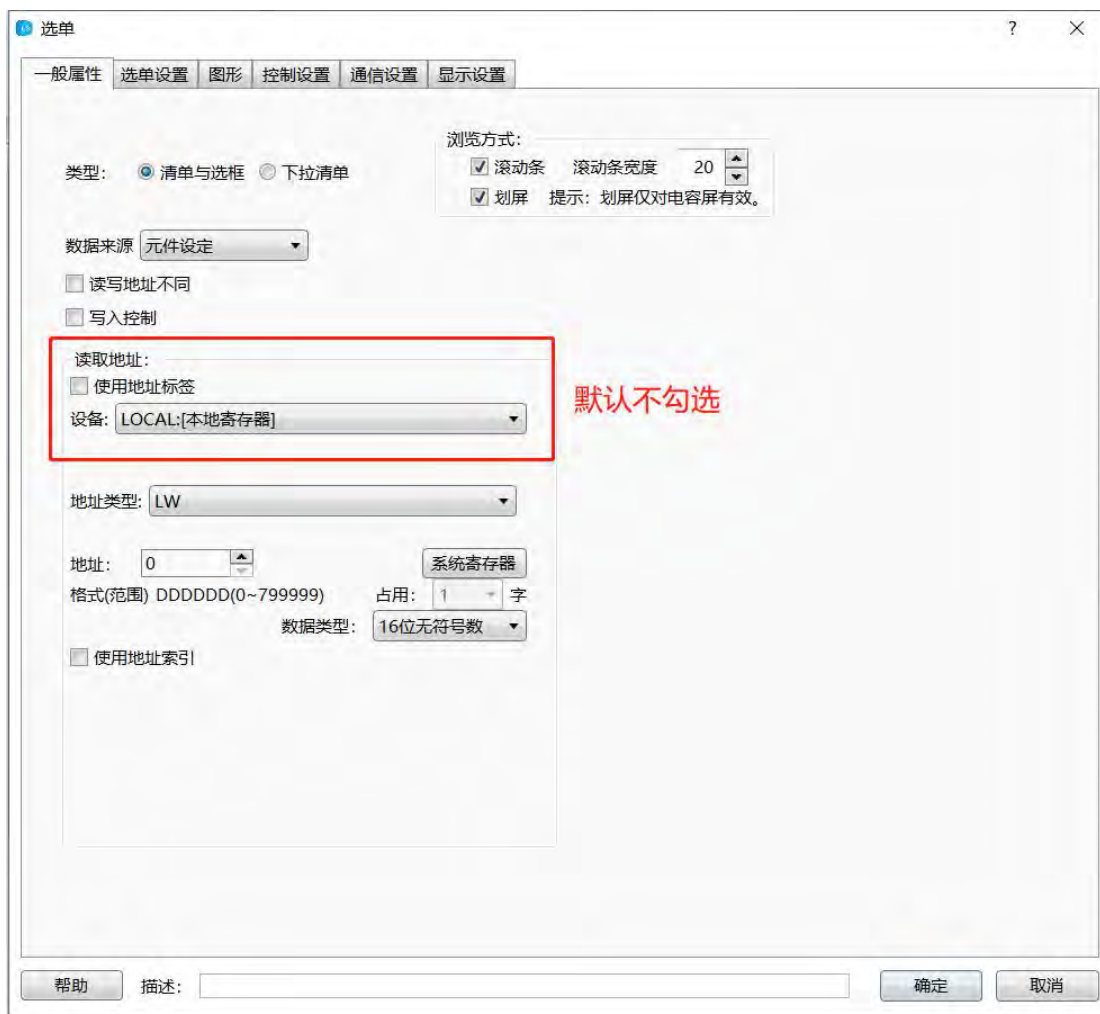 选单
一般属性 选单设置 图形 控制设置 通信设置 显示设置
浏览方式：
类型： 清单与选框 下拉清单
滚动条 滚动条宽度 20
划屏 提示：划屏仅对电容屏有效。
数据来源 元件设定
读写地址不同
写入控制
读取地址：
使用地址标签
默认不勾选
设备: LOCAL:[本地寄存器]
地址类型: LW
地址： 0 系统寄存器
格式(范围) DDDDDD(0~799999) 占用： 1 字
数据类型： 16位无符号数
使用地址索引
帮助 描述： 确定 取消